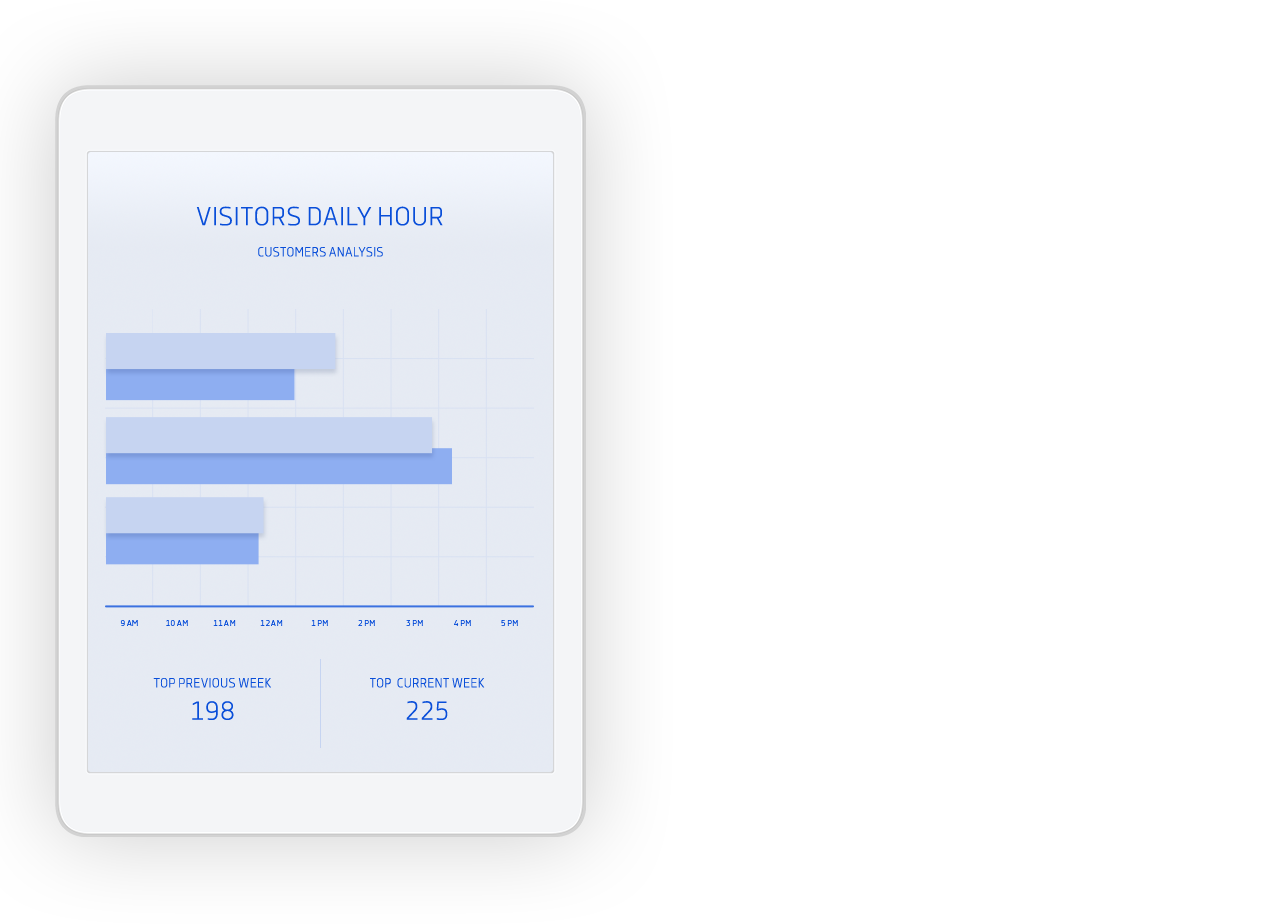 VISITORS DAILY HOUR
CUSTOMERS ANALYSIS
9 AM 10 AM 11 AM 12 AM 1 PM 2 PM 3 PM 4 PM 5 PM
TOP PREVIOUS WEEK TOP CURRENT WEEK
198 225